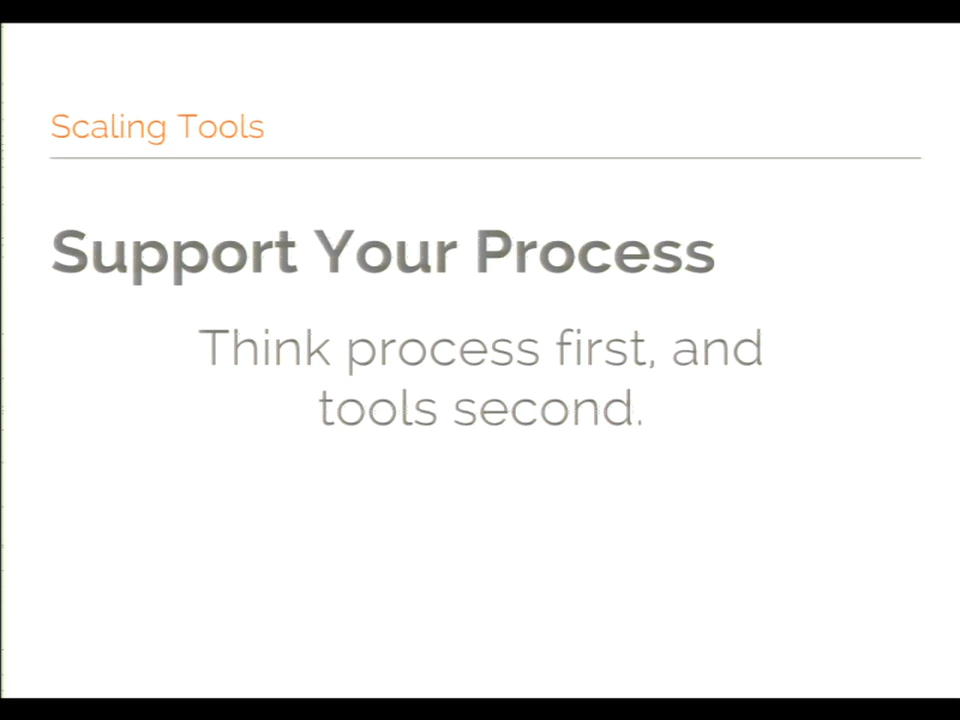 Scaling Tools
Support Your Process
Think process first, and
tools second.